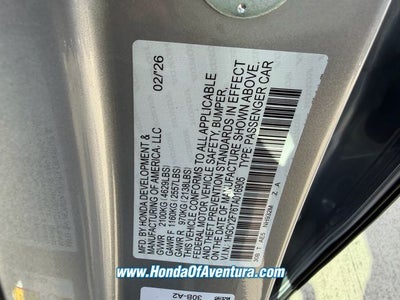 02/'26
MFD BY HONDA DEVELOPMENT &
MANUFACTURING OF AMERICA, LLC
GVWR 2100KG (4629LBS)
GAWR F 1160KG (2557LBS)
GAWR R 970KG (2138LBS)
THIS VEHICLE CONFORMS TO ALL APPLICABLE
FEDERAL MOTOR VEHICLE SAFETY, BUMPER,
AND THEFT PREVENTION STANDARDS IN EFFECT
ON THE DATE OF MANUFACTURE SHOWN ABOVE.
TYPE: PASSENGER CAR
Z A
30B-A2
www.HondaOfAventura.com